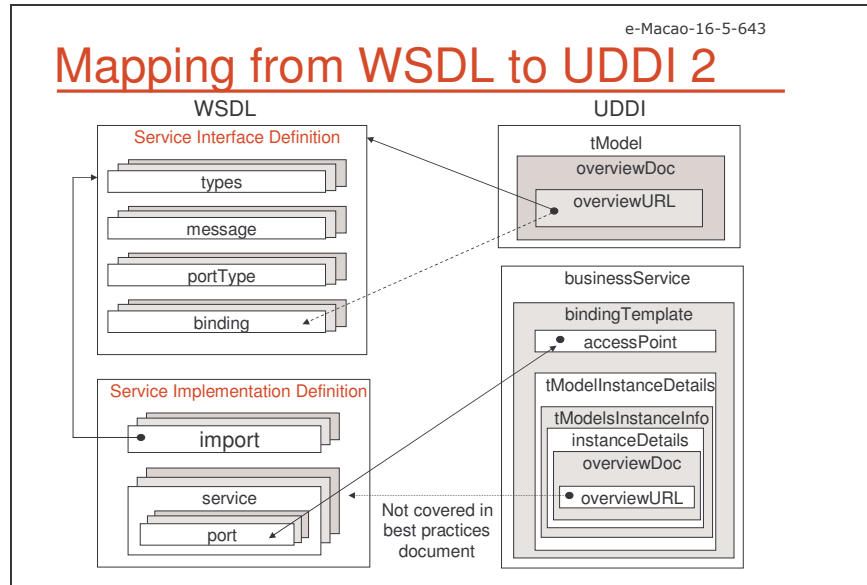 e-Macao-16-5-643
Mapping from WSDL to UDDI 2
WSDL
Service Interface Definition
types
message
portType
binding
Service Implementation Definition
import
service
port
UDDI
tModel
overviewDoc
overviewURL
businessService
bindingTemplate
accessPoint
tModelInstanceDetails
tModelsInstanceInfo
instanceDetails
overviewDoc
overviewURL
Not covered in
best practices
document